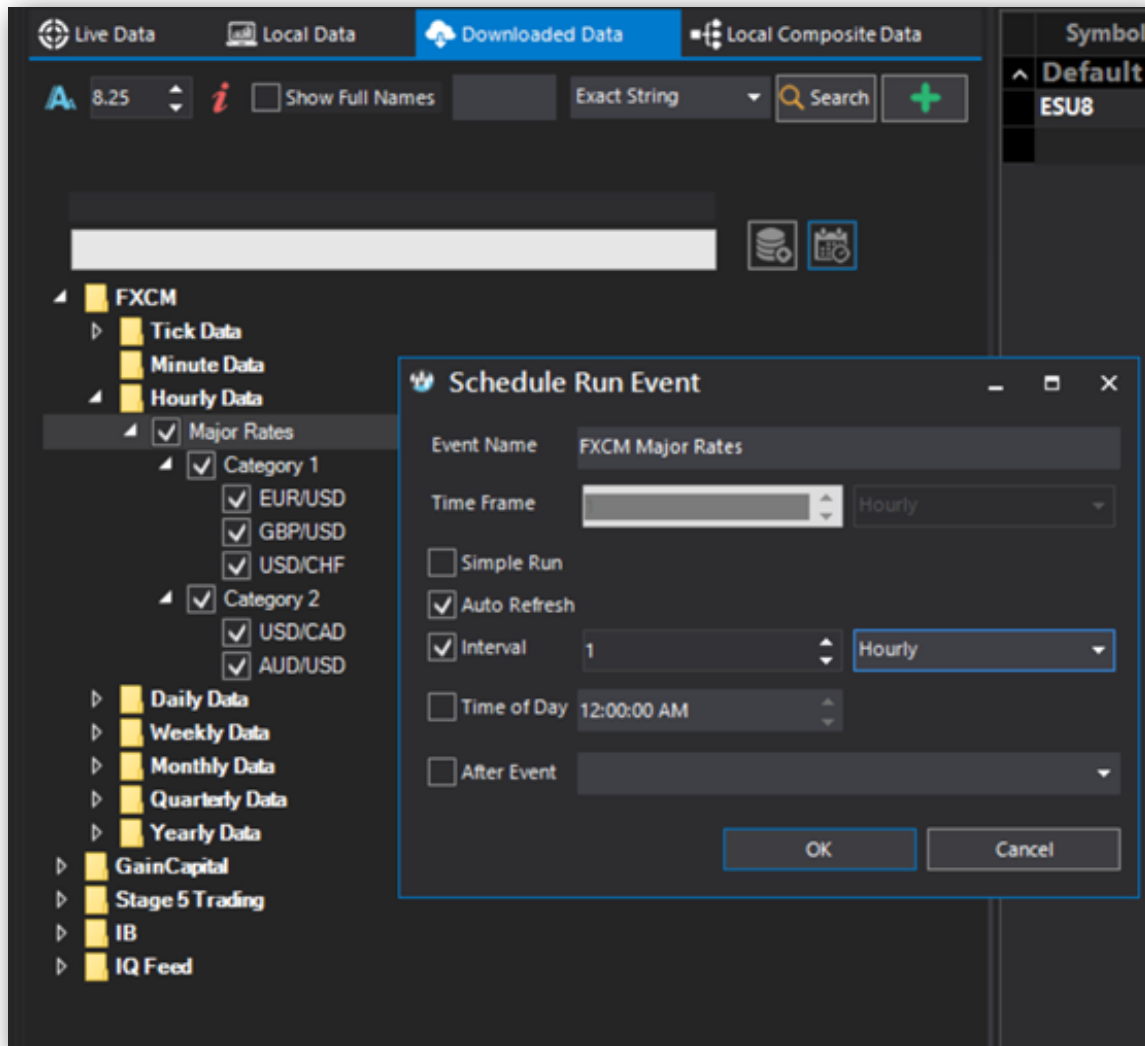 Live Data Local Data Downloaded Data Local Composite Data
8.25 Show Full Names Exact String Search
Symbol
Default
ESU8
FXCM
Tick Data
Minute Data
Hourly Data
Major Rates
Category 1
EUR/USD
GBP/USD
USD/CHF
Category 2
USD/CAD
AUD/USD
Daily Data
Weekly Data
Monthly Data
Quarterly Data
Yearly Data
GainCapital
Stage 5 Trading
IB
IQ Feed
Schedule Run Event
Event Name FXCM Major Rates
Time Frame Hourly
Simple Run
Auto Refresh
Interval 1 Hourly
Time of Day 12:00:00 AM
After Event
OK Cancel